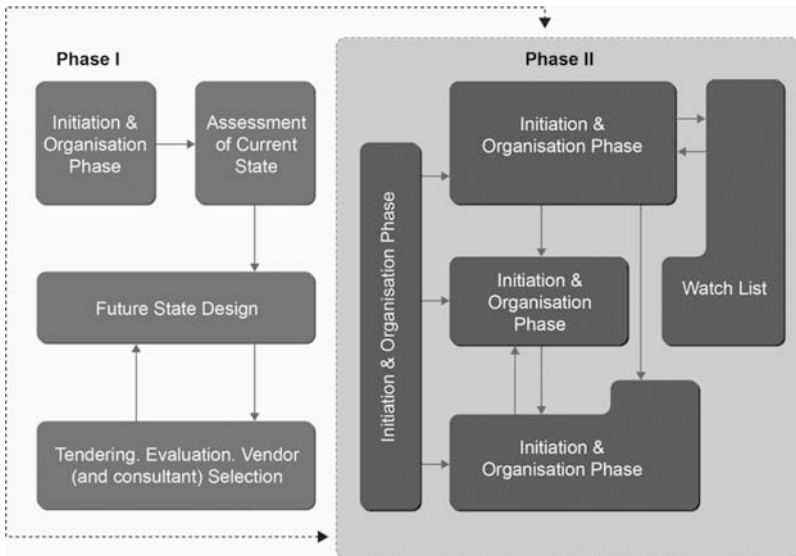 Phase I
Initiation &
Organisation
Phase
Assessment
of Current
State
Future State Design
Tendering. Evaluation. Vendor
(and consultant) Selection
Phase II
Initiation & Organisation Phase
Initiation &
Organisation Phase
Initiation &
Organisation
Phase
Initiation &
Organisation Phase
Watch List